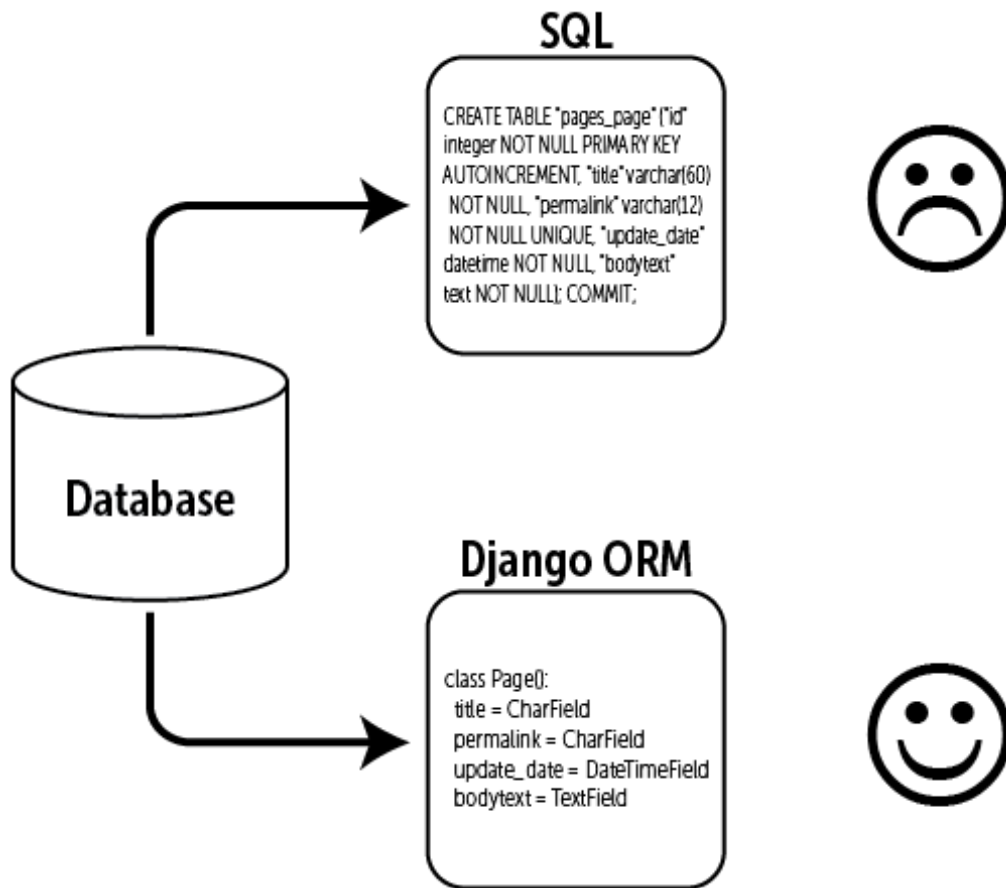 SQL
CREATE TABLE "pages_page" ("id"
integer NOT NULL PRIMARY KEY
AUTOINCREMENT, "title" varchar(60)
NOT NULL, "permalink" varchar(12)
NOT NULL UNIQUE, "update_date"
datetime NOT NULL, "bodytext"
text NOT NULL); COMMIT;
Database
Django ORM
class Page():
title = CharField
permalink = CharField
update_date = DateTimeField
bodytext = TextField